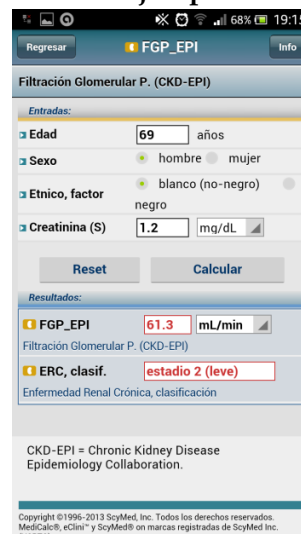 68% 19:15
Regresar FGP_EPI Info
Filtración Glomerular P. (CKD-EPI)
Entradas:
Edad 69 años
Sexo hombre mujer
Etnico, factor blanco (no-negro)
negro
Creatinina (S) 1.2 mg/dL
Reset Calcular
Resultados:
FGP_EPI 61.3 mL/min
Filtración Glomerular P. (CKD-EPI)
ERC, clasif. estadio 2 (leve)
Enfermedad Renal Crónica, clasificación
CKD-EPI = Chronic Kidney Disease
Epidemiology Collaboration.
Copyright ©1996-2013 ScyMed, Inc. Todos los derechos reservados.
MediCalc®, eClini™ y ScyMed® on marcas registradas de ScyMed Inc.